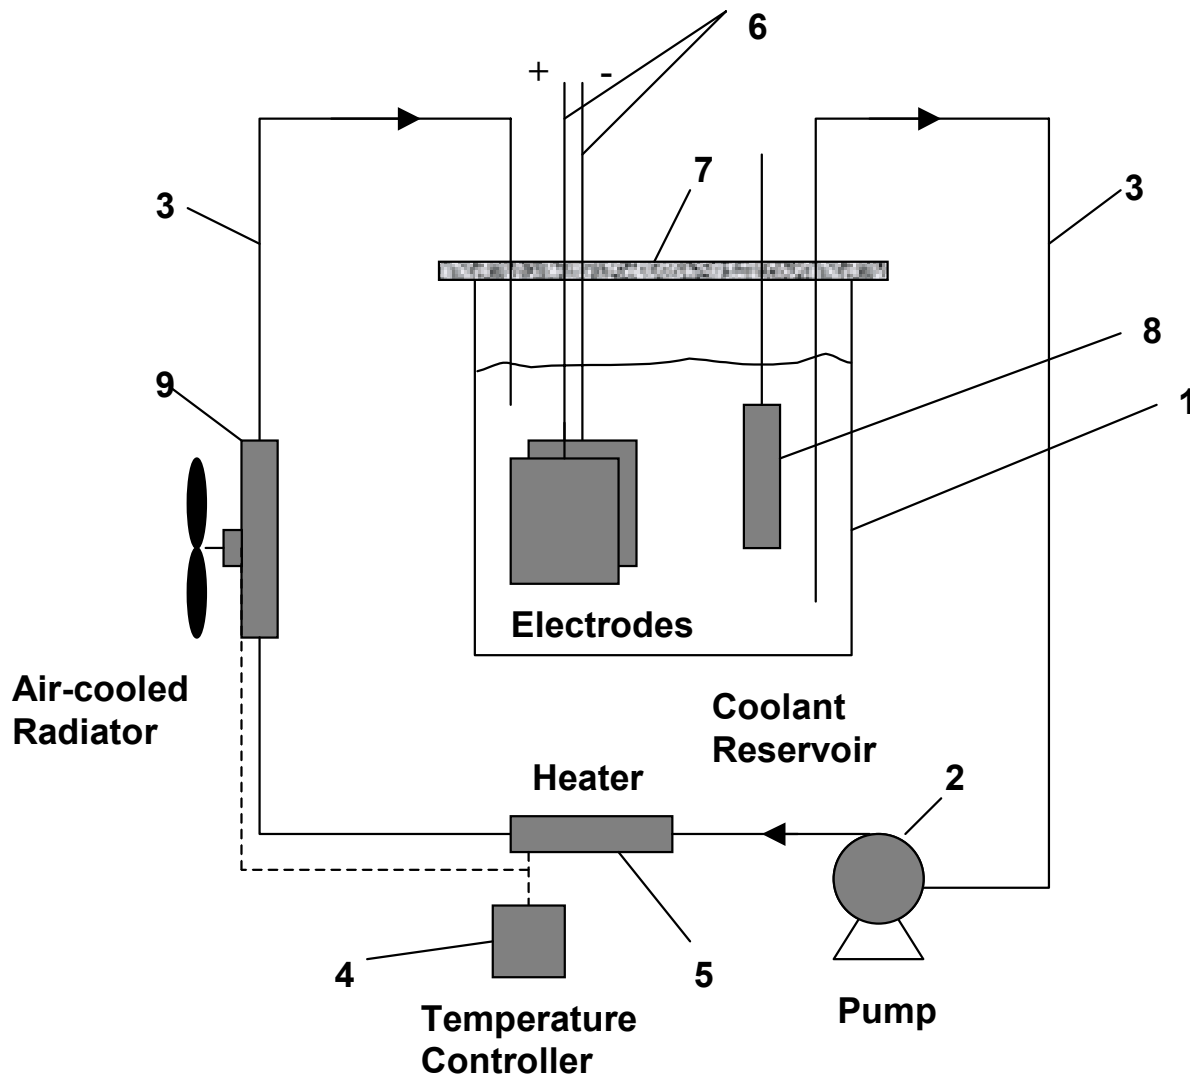 6
+ -
7
3
3
8
9
1
Electrodes
Air-cooled
Radiator
Coolant
Reservoir
Heater
2
4
5
Pump
Temperature
Controller